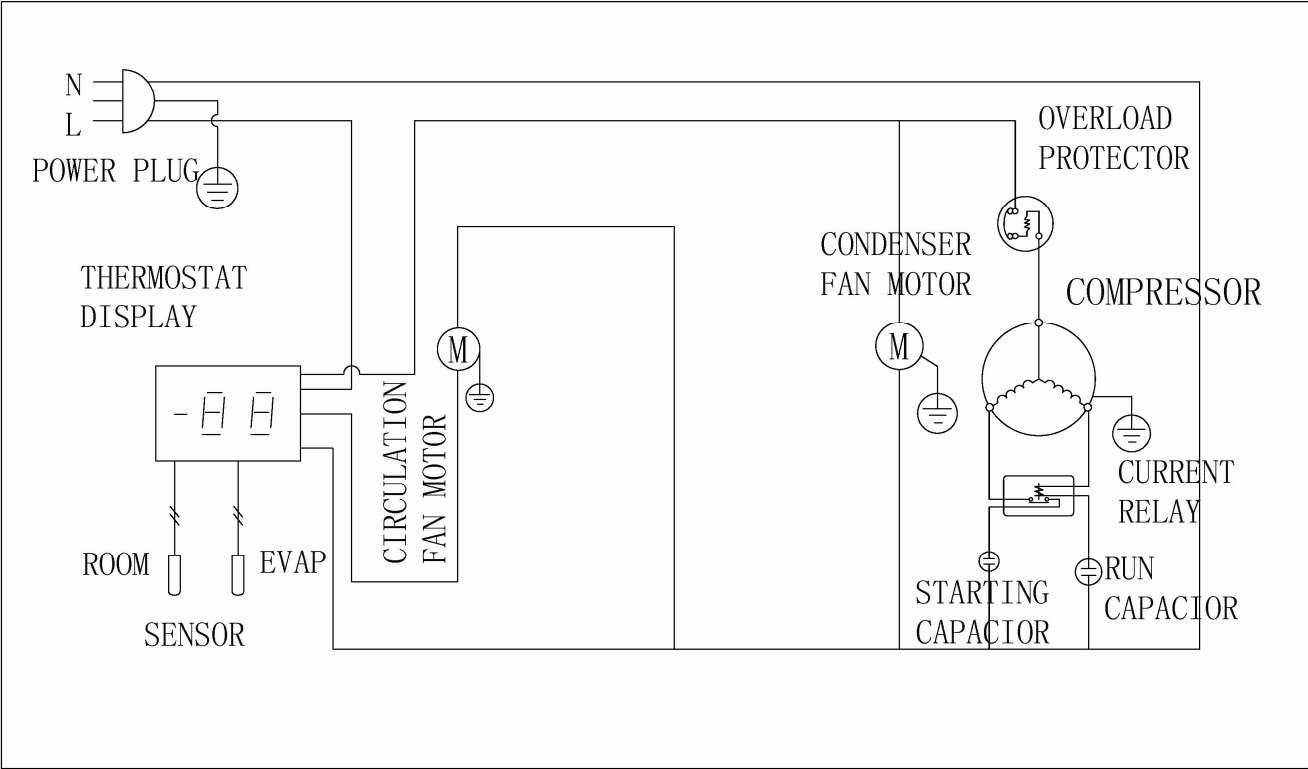 N
L
POWER PLUG
OVERLOAD
PROTECTOR
CONDENSER
FAN MOTOR
COMPRESSOR
THERMOSTAT
DISPLAY
M
M
-88
CIRCULATION
FAN MOTOR
CURRENT
RELAY
ROOM
EVAP
SENSOR
STARTING
CAPACIOR
RUN
CAPACIOR